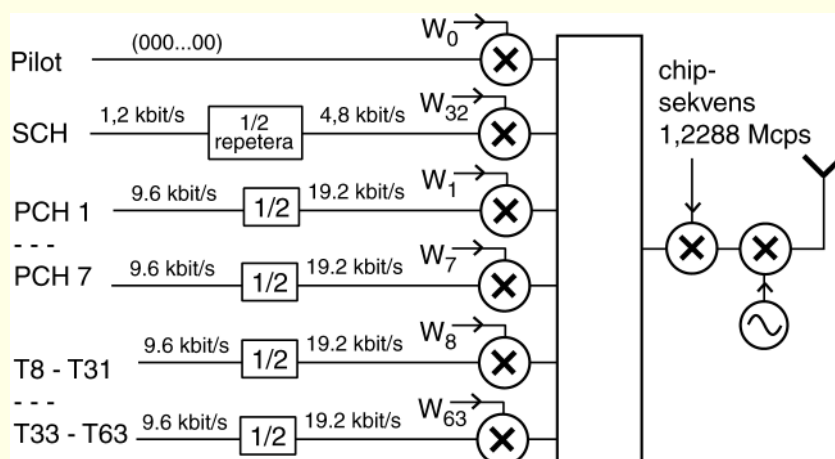 Pilot
(000...00)
W0
SCH
1,2 kbit/s
1/2
repetera
4,8 kbit/s
W32
PCH 1
9.6 kbit/s
1/2
19.2 kbit/s
W1
- - -
PCH 7
9.6 kbit/s
1/2
19.2 kbit/s
W7
T8 - T31
9.6 kbit/s
1/2
19.2 kbit/s
W8
- - -
T33 - T63
9.6 kbit/s
1/2
19.2 kbit/s
W63
chip-
sekvens
1,2288 Mcps